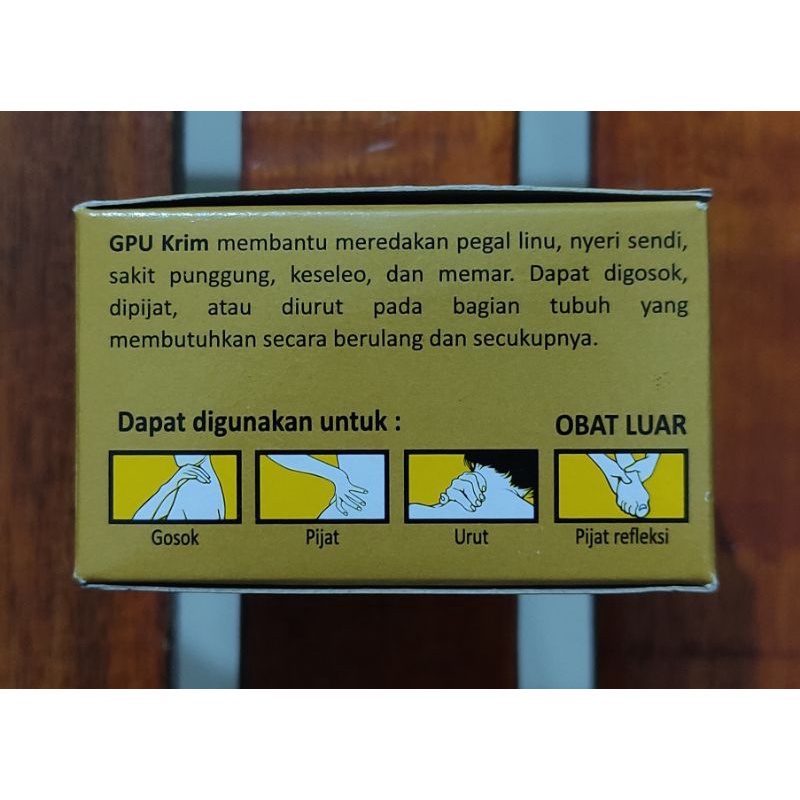 GPU Krim membantu meredakan pegal linu, nyeri sendi,
sakit punggung, keseleo, dan memar. Dapat digosok,
dipijat, atau diurut pada bagian tubuh yang
membutuhkan secara berulang dan secukupnya.
Dapat digunakan untuk :
OBAT LUAR
Gosok
Pijat
Urut
Pijat refleksi